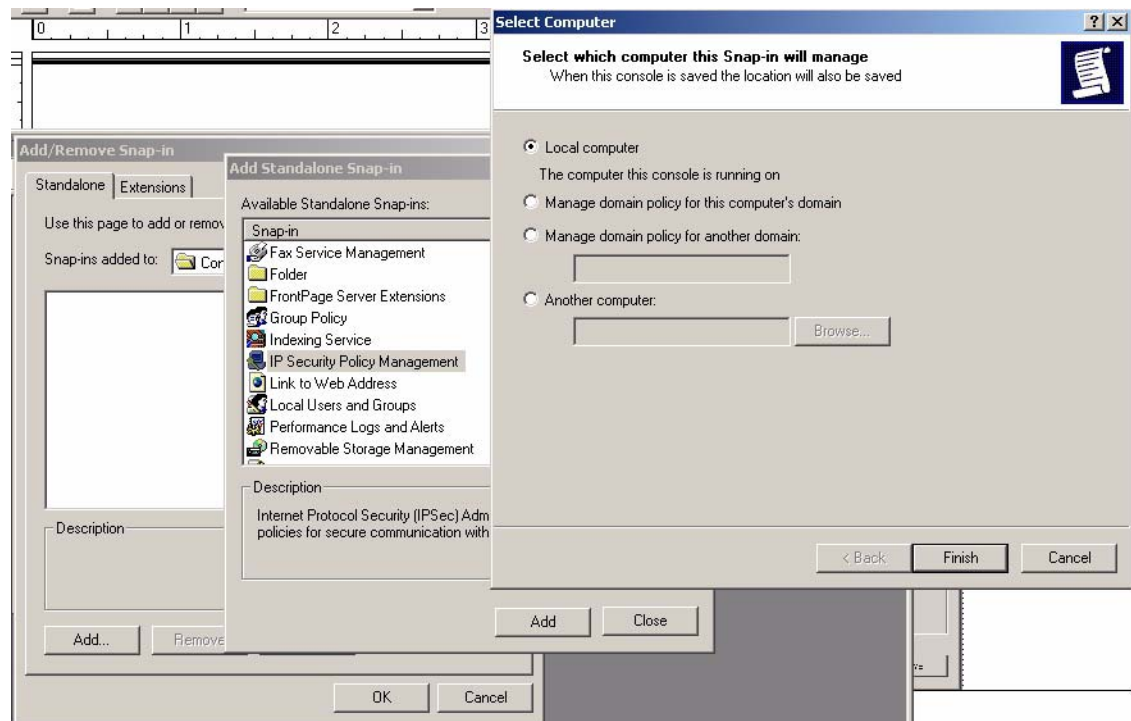 0 1 2 3
Select Computer
Select which computer this Snap-in will manage
When this console is saved the location will also be saved
Local computer
The computer this console is running on
Manage domain policy for this computer's domain
Manage domain policy for another domain:
Another computer:
Browse...
< Back
Finish
Cancel
Add/Remove Snap-in
Standalone
Extensions
Use this page to add or remov
Snap-ins added to:
Con
Description
Add...
Remove
OK
Cancel
Add Standalone Snap-in
Available Standalone Snap-ins:
Snap-in
Fax Service Management
Folder
FrontPage Server Extensions
Group Policy
Indexing Service
IP Security Policy Management
Link to Web Address
Local Users and Groups
Performance Logs and Alerts
Removable Storage Management
Description
Internet Protocol Security (IPSec) Adm
policies for secure communication with
Add
Close